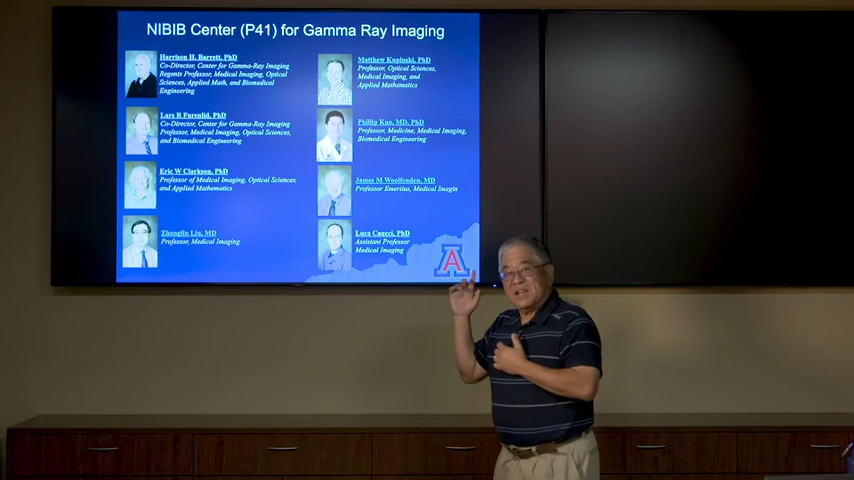 NIBIB Center (P41) for Gamma Ray Imaging
Harrison H. Barrett, PhD
Co-Director, Center for Gamma-Ray Imaging
Regents Professor, Medical Imaging, Optical
Sciences, Applied Math, and Biomedical
Engineering
Lars R Furenlid, PhD
Co-Director, Center for Gamma-Ray Imaging
Professor, Medical Imaging, Optical Sciences,
and Biomedical Engineering
Eric W Clarkson, PhD
Professor of Medical Imaging, Optical Sciences,
and Applied Mathematics
Zhonglin Liu, MD
Professor, Medical Imaging
Matthew Kupinski, PhD
Professor, Optical Sciences,
Medical Imaging, and
Applied Mathematics
Phillip Kuo, MD, PhD
Professor, Medicine, Medical Imaging,
Biomedical Engineering
James M Woolfenden, MD
Professor Emeritus, Medical Imagin
Luca Caucci, PhD
Assistant Professor
Medical Imaging
A